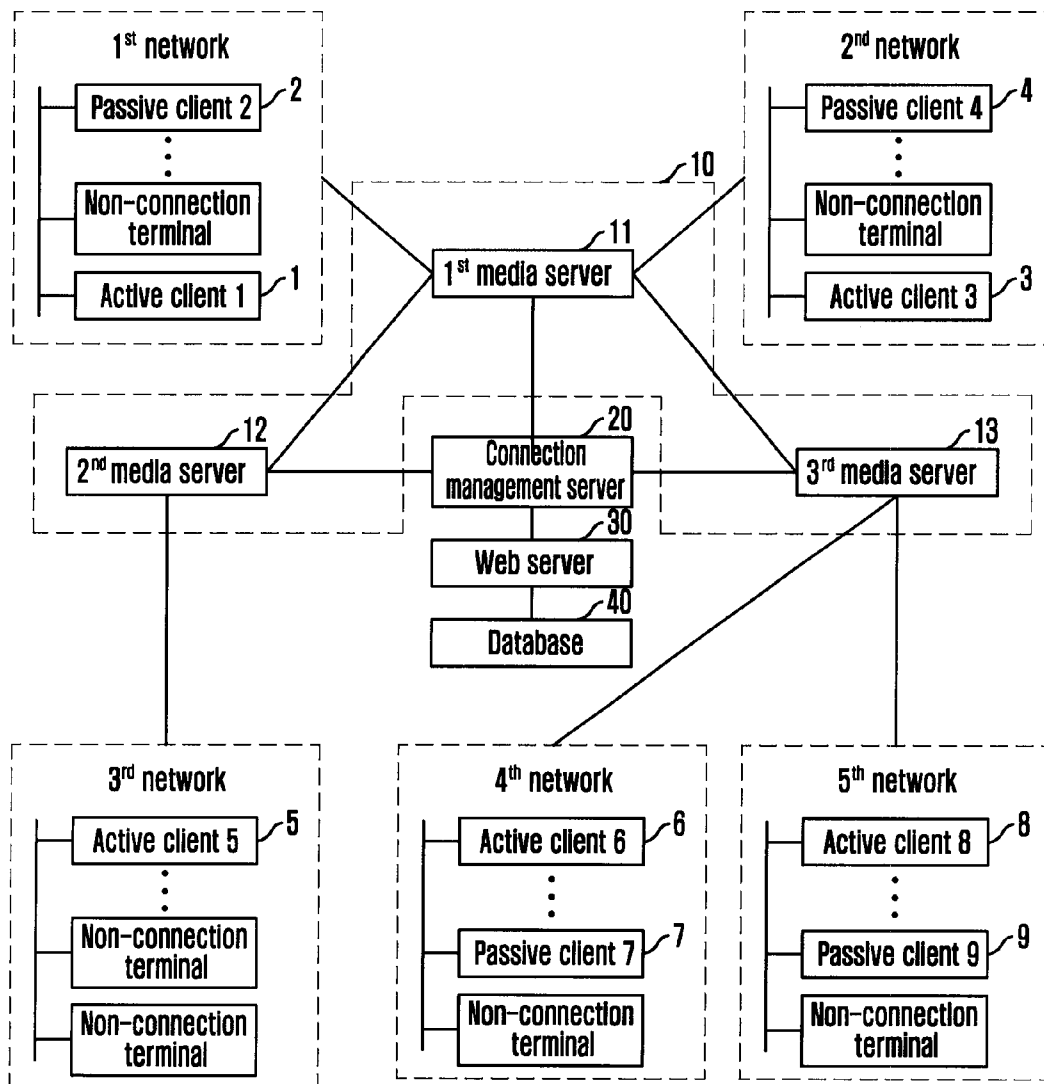 1st network
Passive client 2
2
Non-connection
terminal
Active client 1
1
2nd network
Passive client 4
4
Non-connection
terminal
Active client 3
3
10
11
1st media server
12
2nd media server
20
Connection
management server
13
3rd media server
30
Web server
40
Database
3rd network
Active client 5
5
Non-connection
terminal
Non-connection
terminal
4th network
Active client 6
6
Passive client 7
7
Non-connection
terminal
5th network
Active client 8
8
Passive client 9
9
Non-connection
terminal